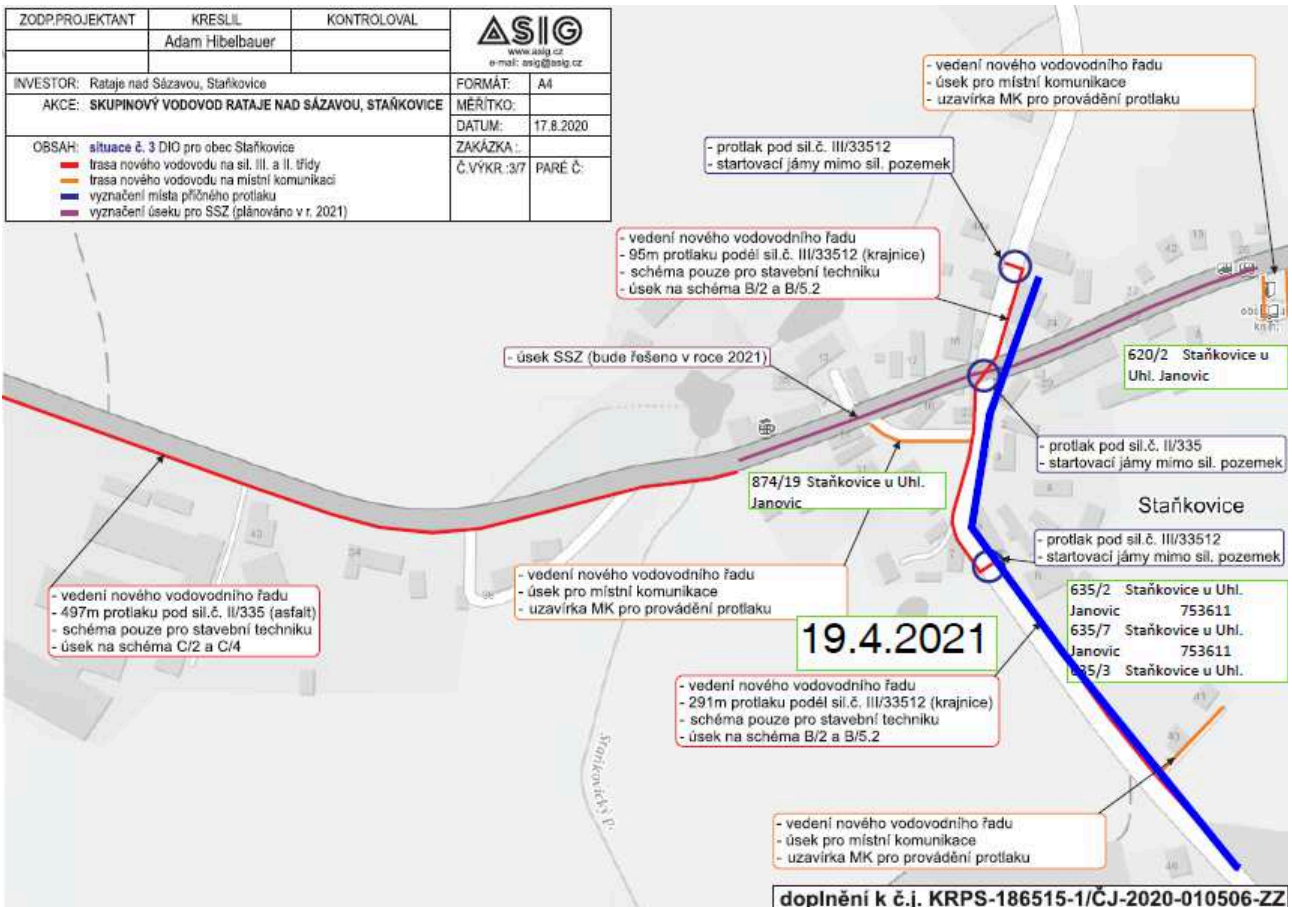 ZODP.PROJEKTANT KRESLIL KONTROLOVAL
Adam Hibelbauer
ASIG
www.asig.cz
e-mail: asig@asig.cz
INVESTOR: Rataje nad Sázavou, Staňkovice
FORMÁT: A4
AKCE: SKUPINOVÝ VODOVOD RATAJE NAD SÁZAVOU, STAŇKOVICE
MĚŘÍTKO:
DATUM: 17.8.2020
OBSAH: situace č. 3 DIO pro obec Staňkovice
ZAKÁZKA :.
trasa nového vodovodu na sil. III. a II. třídy
Č.VÝKR.:3/7 PARÉ Č:
trasa nového vodovodu na místní komunikaci
vyznačení místa příčného protlaku
vyznačení úseku pro SSZ (plánováno v r. 2021)
- vedení nového vodovodního řadu
- úsek pro místní komunikace
- uzavírka MK pro provádění protlaku
- protlak pod sil.č. III/33512
- startovací jámy mimo sil. pozemek
- vedení nového vodovodního řadu
- 95m protlaku podél sil.č. III/33512 (krajnice)
- schéma pouze pro stavební techniku
- úsek na schéma B/2 a B/5.2
- úsek SSZ (bude řešeno v roce 2021)
620/2 Staňkovice u
Uhl. Janovic
- protlak pod sil.č. II/335
- startovací jámy mimo sil. pozemek
874/19 Staňkovice u Uhl.
Janovic
Staňkovice
- protlak pod sil.č. III/33512
- startovací jámy mimo sil. pozemek
- vedení nového vodovodního řadu
- úsek pro místní komunikace
- uzavírka MK pro provádění protlaku
- vedení nového vodovodního řadu
- 497m protlaku pod sil.č. II/335 (asfalt)
- schéma pouze pro stavební techniku
- úsek na schéma C/2 a C/4
635/2 Staňkovice u Uhl.
Janovic 753611
635/7 Staňkovice u Uhl.
Janovic 753611
635/3 Staňkovice u Uhl.
19.4.2021
- vedení nového vodovodního řadu
- 291m protlaku podél sil.č. III/33512 (krajnice)
- schéma pouze pro stavební techniku
- úsek na schéma B/2 a B/5.2
Staňkovický p.
41
40
- vedení nového vodovodního řadu
- úsek pro místní komunikace
- uzavírka MK pro provádění protlaku
doplnění k č.j. KRPS-186515-1/ČJ-2020-010506-ZZ